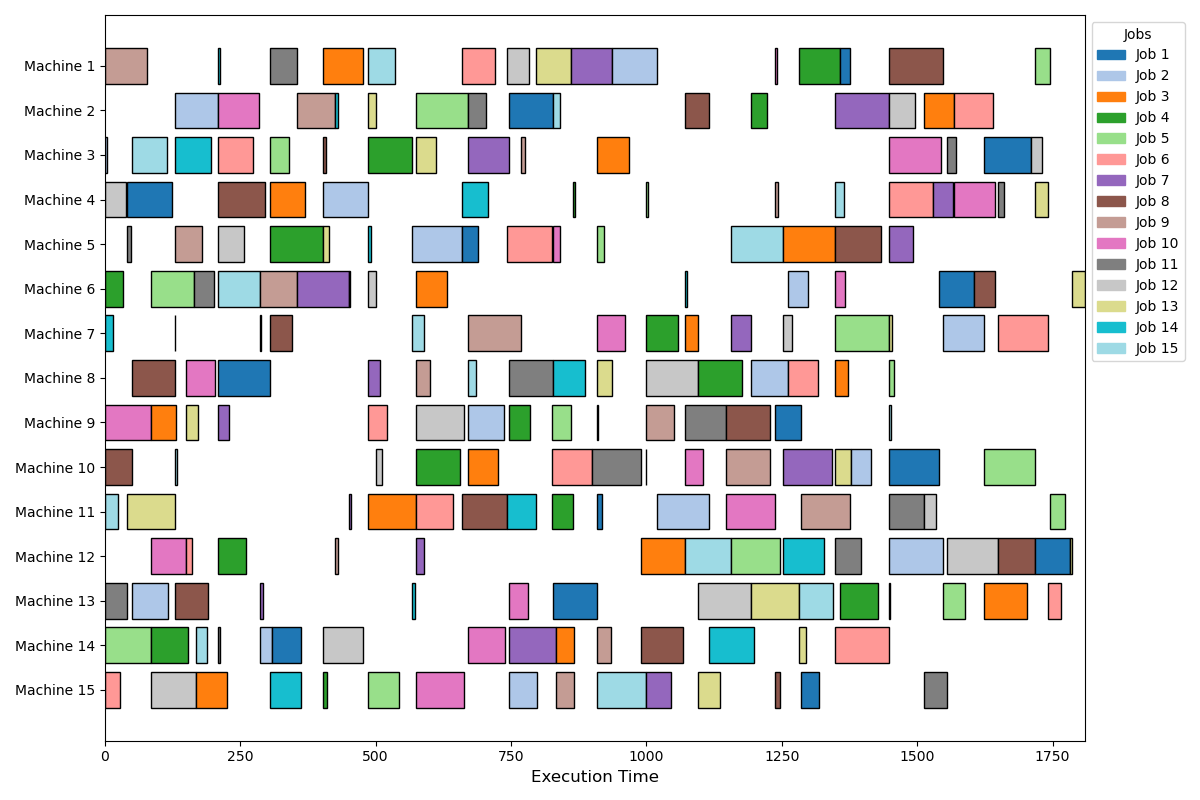 Machine 1
Machine 2
Machine 3
Machine 4
Machine 5
Machine 6
Machine 7
Machine 8
Machine 9
Machine 10
Machine 11
Machine 12
Machine 13
Machine 14
Machine 15
0 250 500 750 1000 1250 1500 1750
Execution Time
Jobs
Job 1
Job 2
Job 3
Job 4
Job 5
Job 6
Job 7
Job 8
Job 9
Job 10
Job 11
Job 12
Job 13
Job 14
Job 15